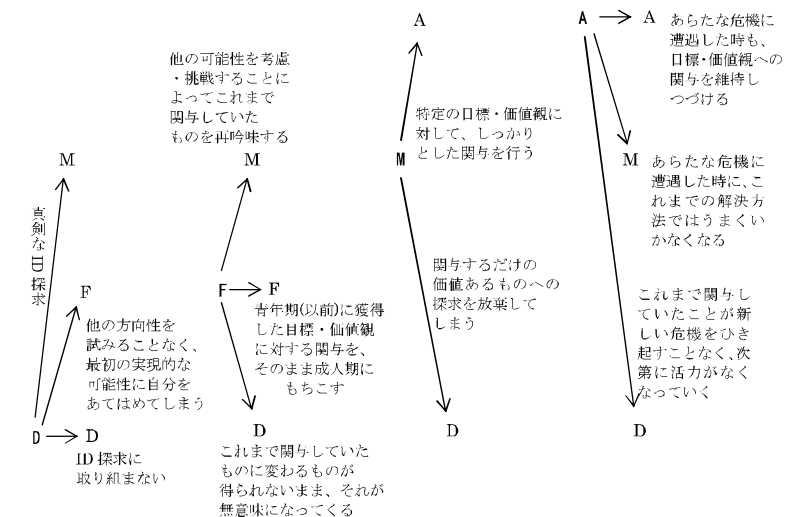 M
真剣なID探求
F
他の方向性を
試みることなく、
最初の実現的な
可能性に自分を
あてはめてしまう
D
D
ID 探求に
取り組まない
他の可能性を考慮
・挑戦することに
よってこれまで
関与していた
ものを再吟味する
M
F
F
青年期(以前)に獲得
した目標・価値観
に対する関与を、
そのまま成人期に
もちこす
D
これまで関与していた
ものに変わるものが
得られないまま、それが
無意味になってくる
A
特定の目標・価値観に
対して、しっかり
とした関与を行う
M
関与するだけの
価値あるものへの
探求を放棄して
しまう
D
A
A
あらたな危機に
遭遇した時も、
目標・価値観への
関与を維持し
つづける
M
あらたな危機に
遭遇した時に、こ
れまでの解決方
法ではうまくい
かなくなる
これまで関与し
ていたことが新
しい危機をひき
起すことなく、次
第に活力がなく
なっていく
D